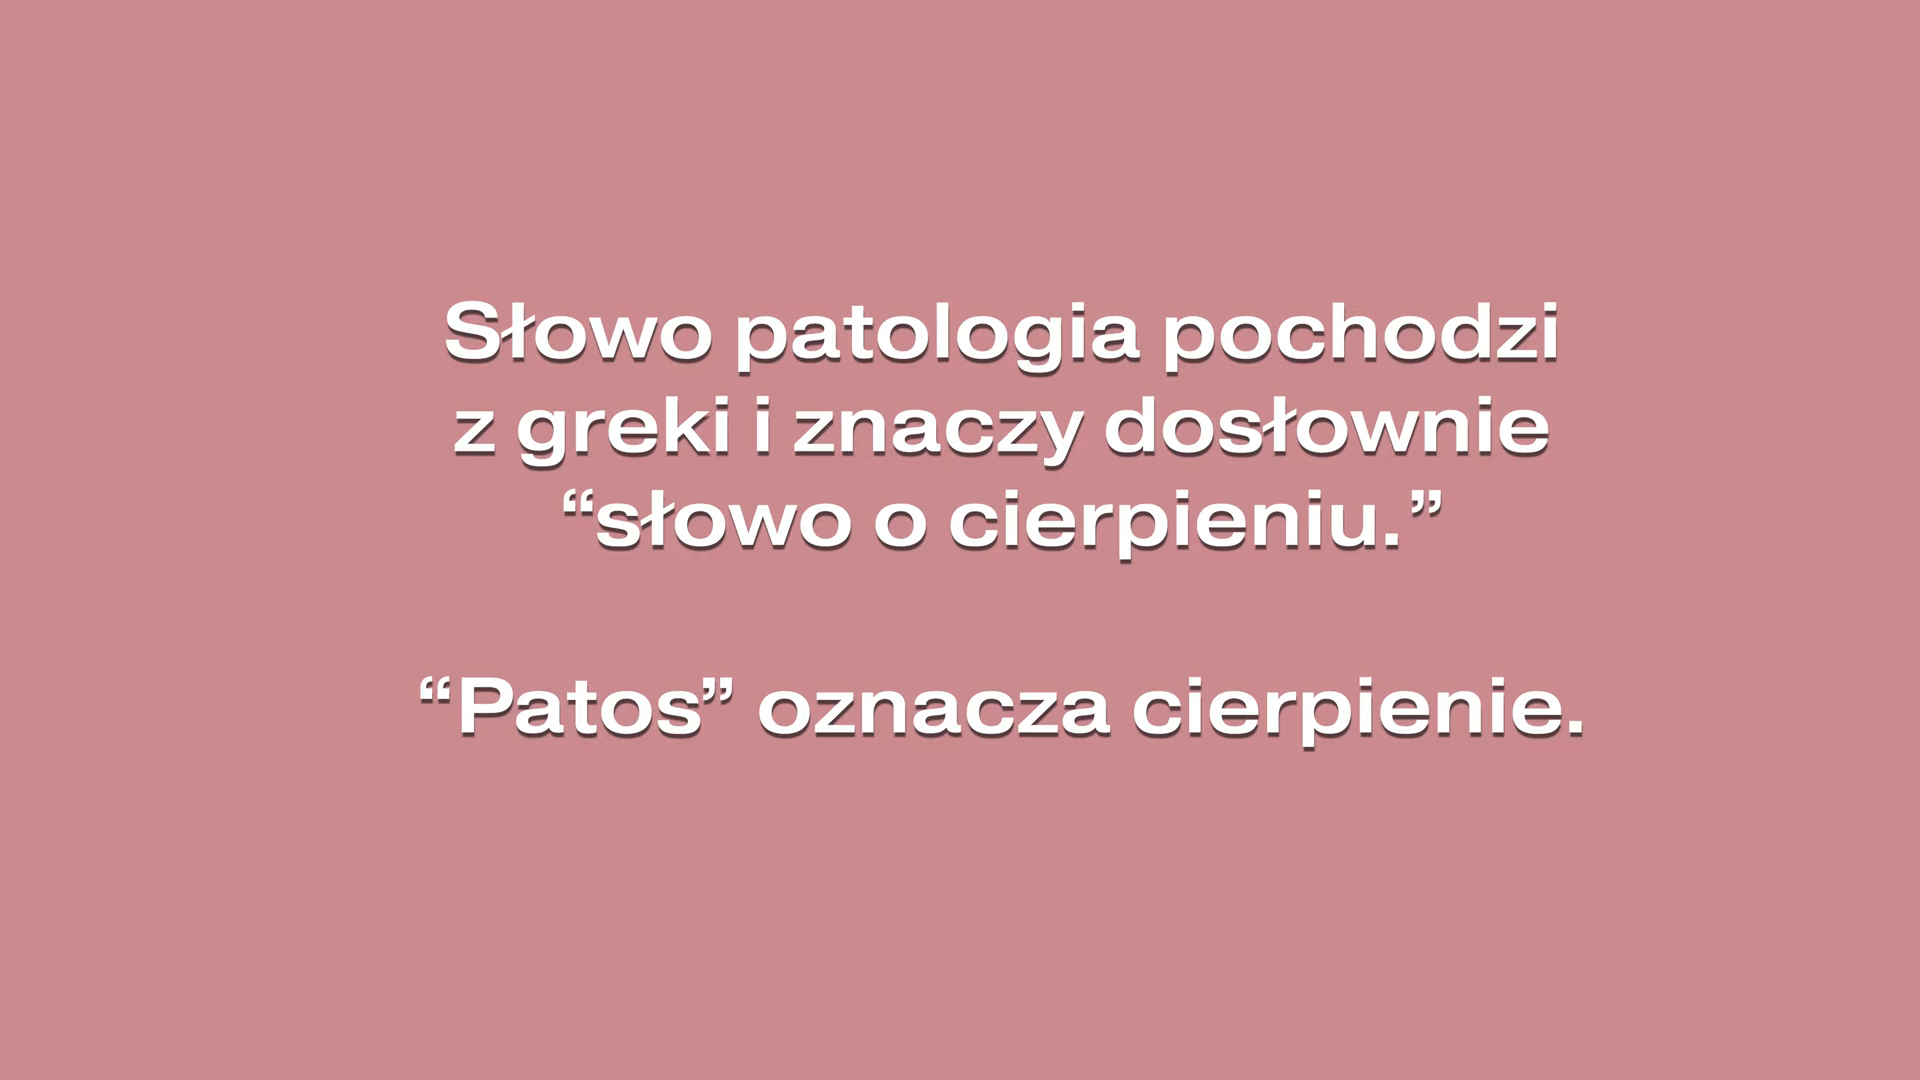 Słowo patologia pochodzi
z greki i znaczy dosłownie
“słowo o cierpieniu.”
“Patos” oznacza cierpienie.